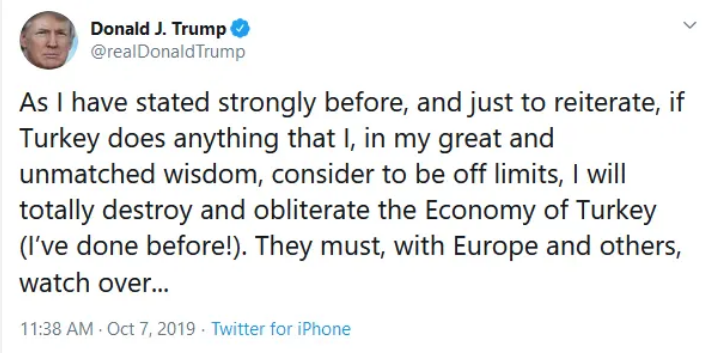 Donald J. Trump
@realDonaldTrump
As I have stated strongly before, and just to reiterate, if
Turkey does anything that I, in my great and
unmatched wisdom, consider to be off limits, I will
totally destroy and obliterate the Economy of Turkey
(I've done before!). They must, with Europe and others,
watch over...
11:38 AM · Oct 7, 2019 · Twitter for iPhone